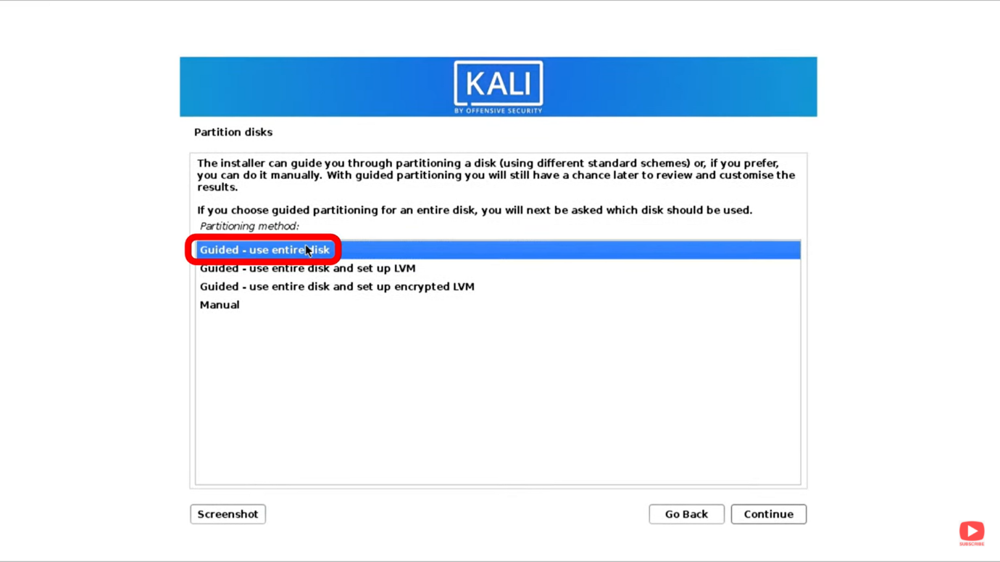 KALI
BY OFFENSIVE SECURITY
Partition disks
The installer can guide you through partitioning a disk (using different standard schemes) or, if you prefer,
you can do it manually. With guided partitioning you will still have a chance later to review and customise the
results.
If you choose guided partitioning for an entire disk, you will next be asked which disk should be used.
Partitioning method:
Guided - use entire disk
Guided - use entire disk and set up LVM
Guided - use entire disk and set up encrypted LVM
Manual
Screenshot
Go Back
Continue
SUBSCRIBE